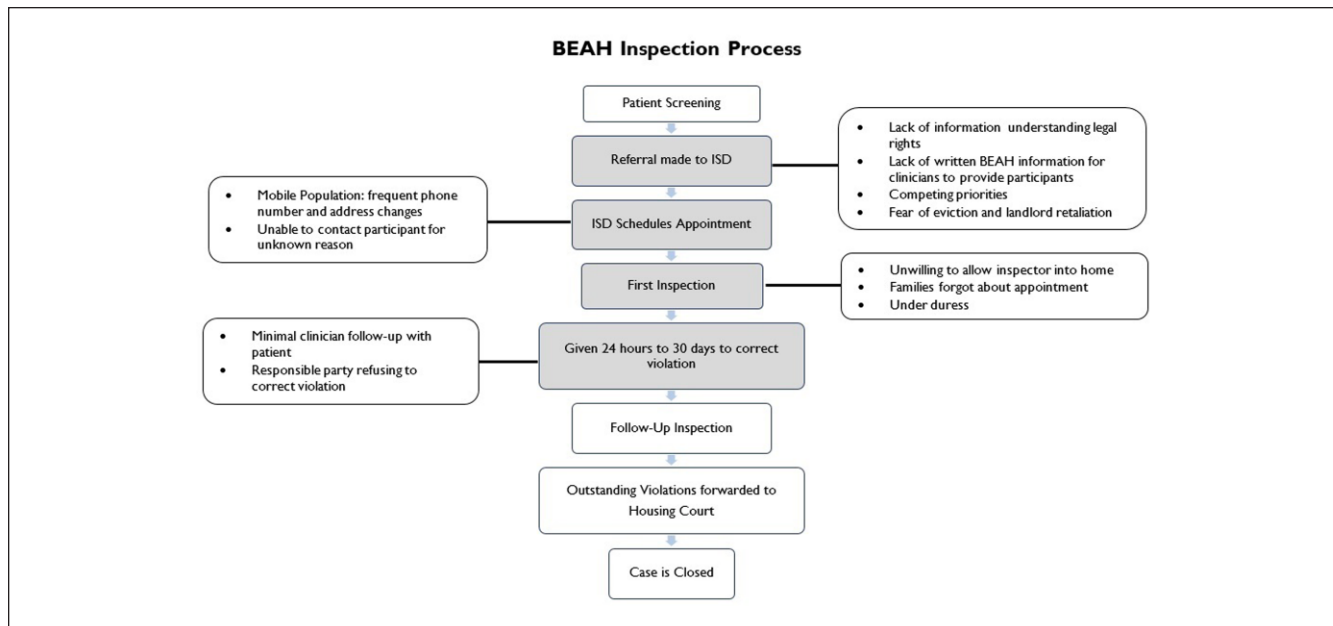 BEAH Inspection Process
Patient Screening
Referral made to ISD
• Lack of information understanding legal
rights
• Lack of written BEAH information for
clinicians to provide participants
• Competing priorities
• Fear of eviction and landlord retaliation
• Mobile Population: frequent phone
number and address changes
• Unable to contact participant for
unknown reason
ISD Schedules Appointment
First Inspection
• Unwilling to allow inspector into home
• Families forgot about appointment
• Under duress
• Minimal clinician follow-up with
patient
• Responsible party refusing to
correct violation
Given 24 hours to 30 days to correct
violation
Follow-Up Inspection
Outstanding Violations forwarded to
Housing Court
Case is Closed